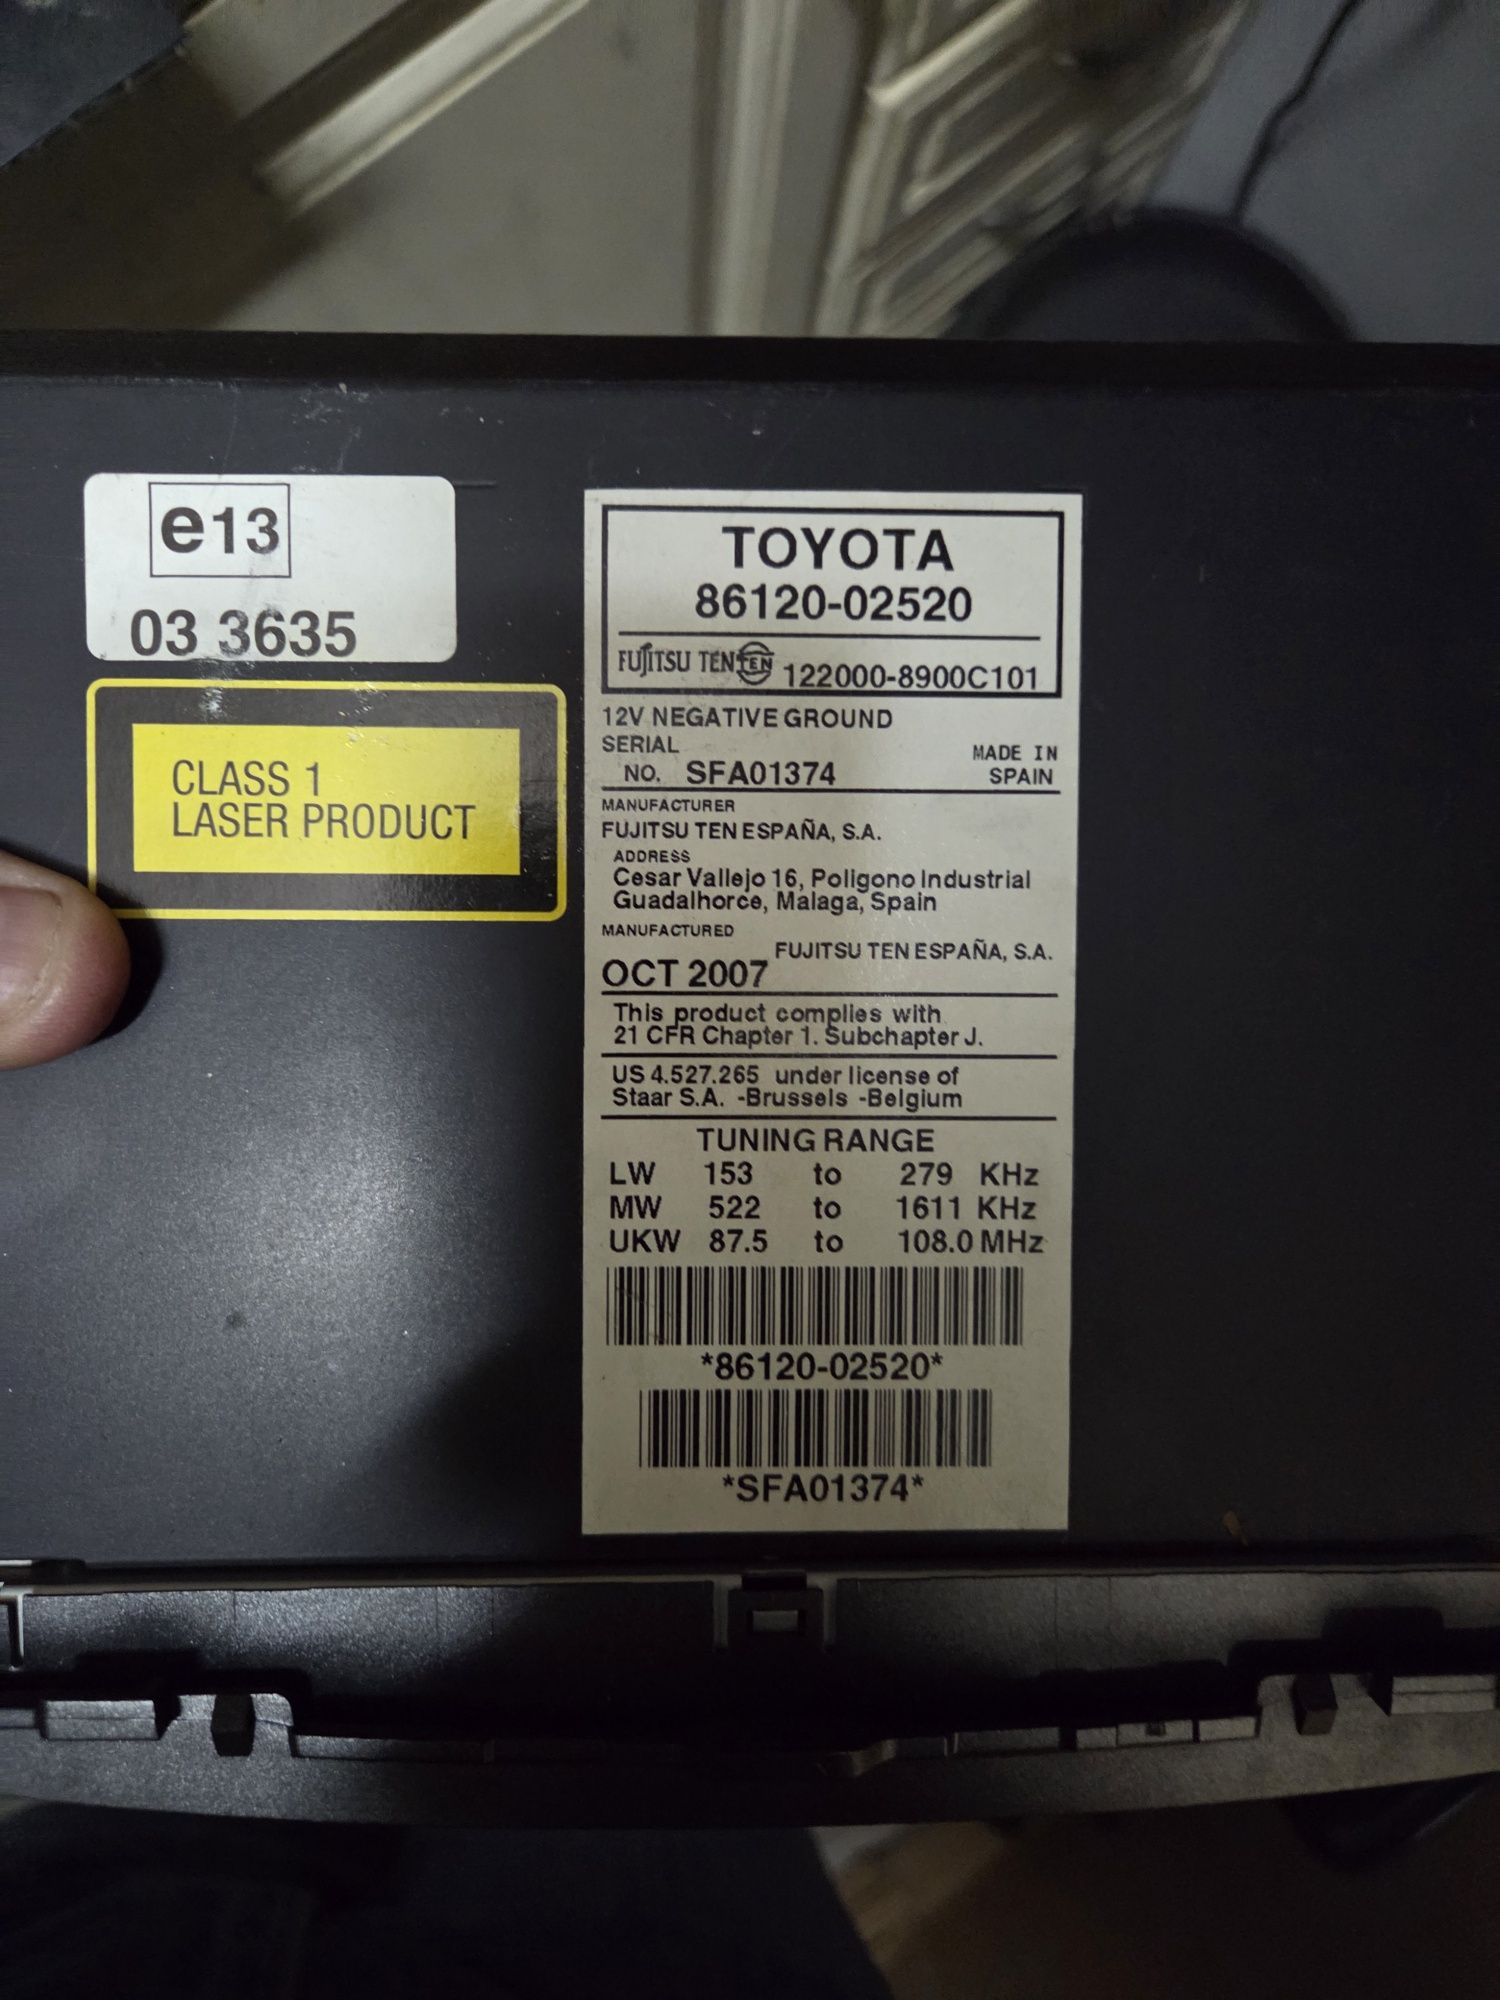 e13
03 3635
CLASS 1
LASER PRODUCT
TOYOTA
86120-02520
FUJITSU TEN TEN 122000-8900C101
12V NEGATIVE GROUND
SERIAL
NO. SFA01374
MADE IN
SPAIN
MANUFACTURER
FUJITSU TEN ESPAÑA, S.A.
ADDRESS
Cesar Vallejo 16, Poligono Industrial
Guadalhorce, Malaga, Spain
MANUFACTURED
FUJITSU TEN ESPAÑA, S.A.
OCT 2007
This product complies with
21 CFR Chapter 1. Subchapter J.
US 4.527.265 under license of
Staar S.A. -Brussels -Belgium
TUNING RANGE
LW 153 to 279 KHz
MW 522 to 1611 KHz
UKW 87.5 to 108.0 MHz
*86120-02520*
*SFA01374*